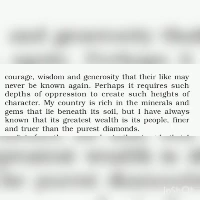 courage, wisdom and generosity that their like may
never be known again. Perhaps it requires such
depths of oppression to create such heights of
character. My country is rich in the minerals and
gems that lie beneath its soil, but I have always
known that its greatest wealth is its people, finer
and truer than the purest diamonds.